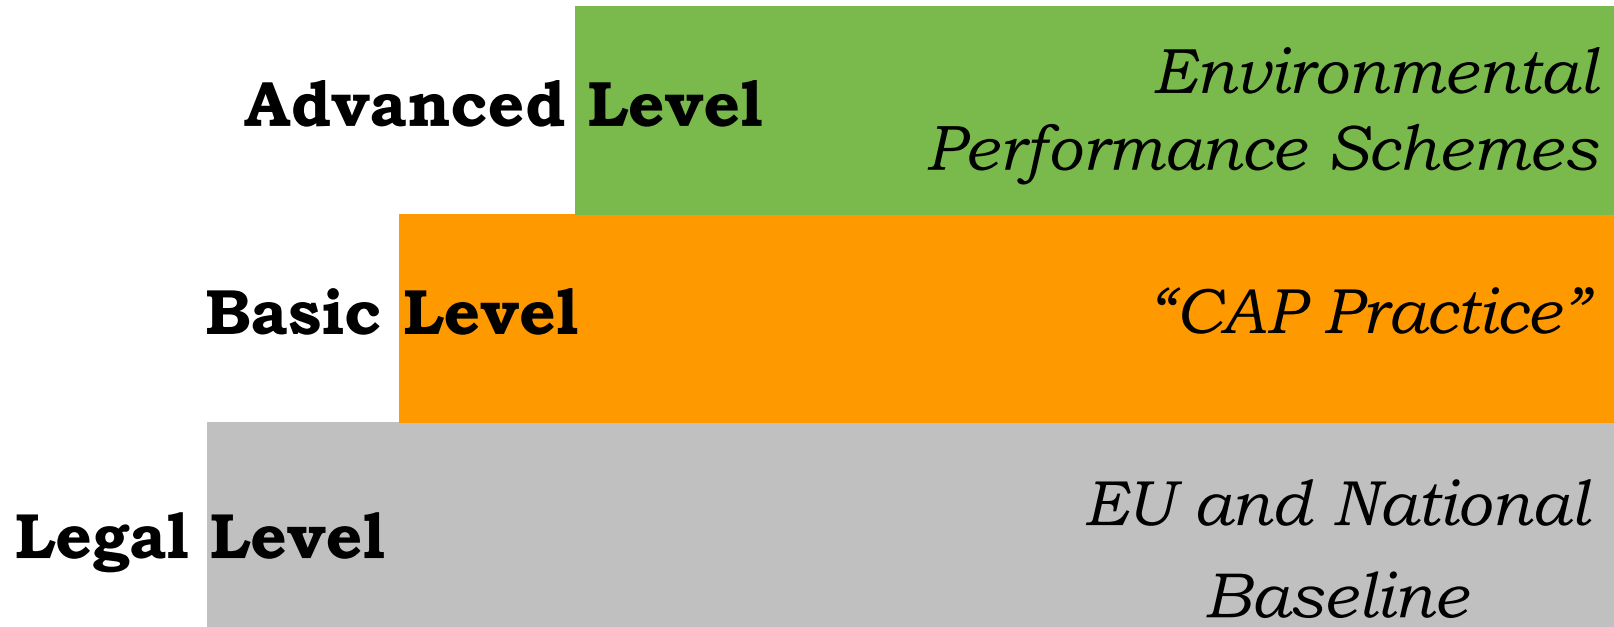 Advanced Level
Environmental
Performance Schemes
Basic Level
“CAP Practice”
Legal Level
EU and National
Baseline